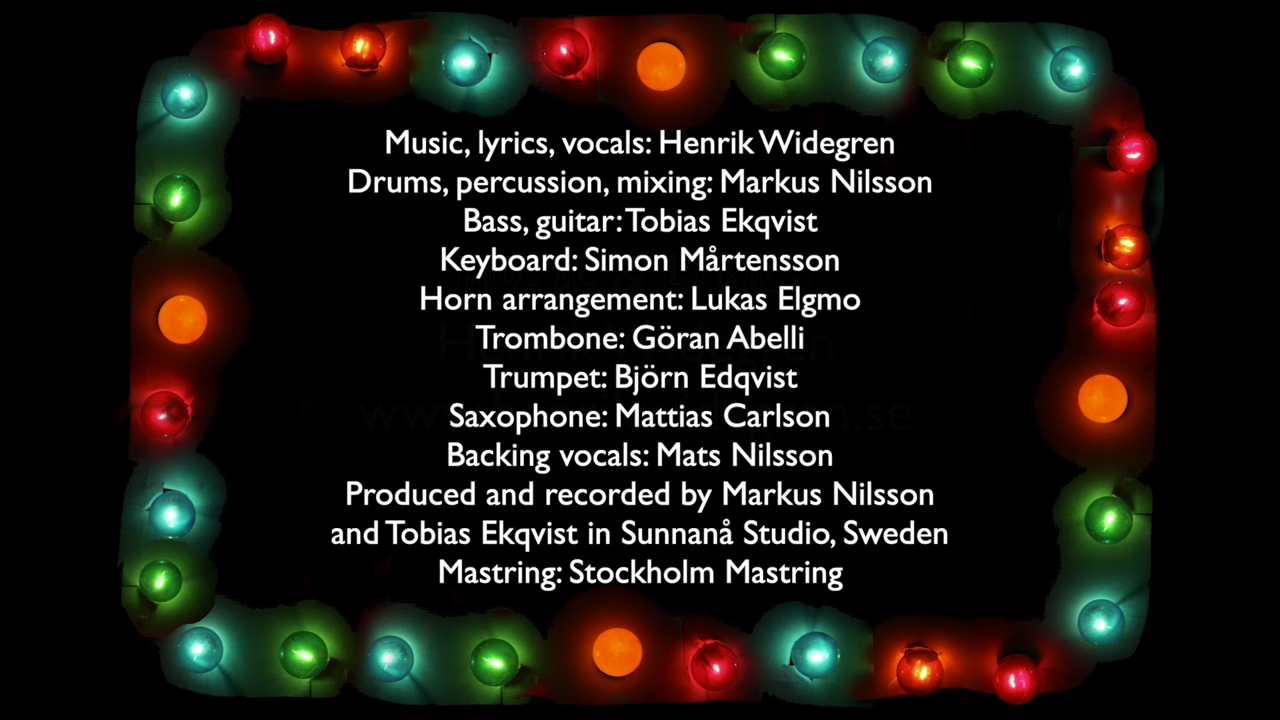 Music, lyrics, vocals: Henrik Widegren
Drums, percussion, mixing: Markus Nilsson
Bass, guitar: Tobias Ekqvist
Keyboard: Simon Mårtensson
Horn arrangement: Lukas Elgmo
Trombone: Göran Abelli
Trumpet: Björn Edqvist
Saxophone: Mattias Carlson
Backing vocals: Mats Nilsson
Produced and recorded by Markus Nilsson
and Tobias Ekqvist in Sunnanå Studio, Sweden
Mastring: Stockholm Mastring